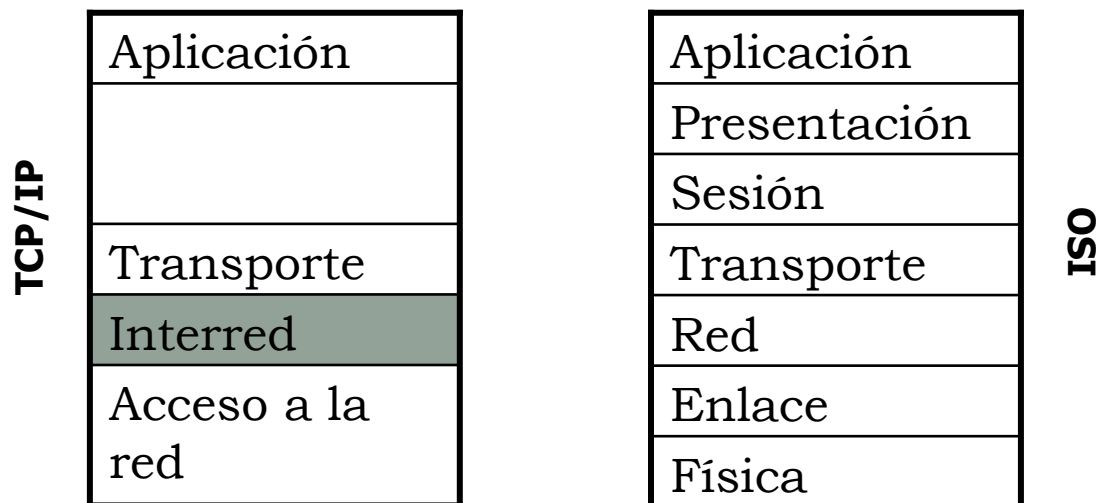 TCP/IP
Aplicación
Transporte
Interred
Acceso a la
red
Aplicación
Presentación
Sesión
Transporte
Red
Enlace
Física
ISO